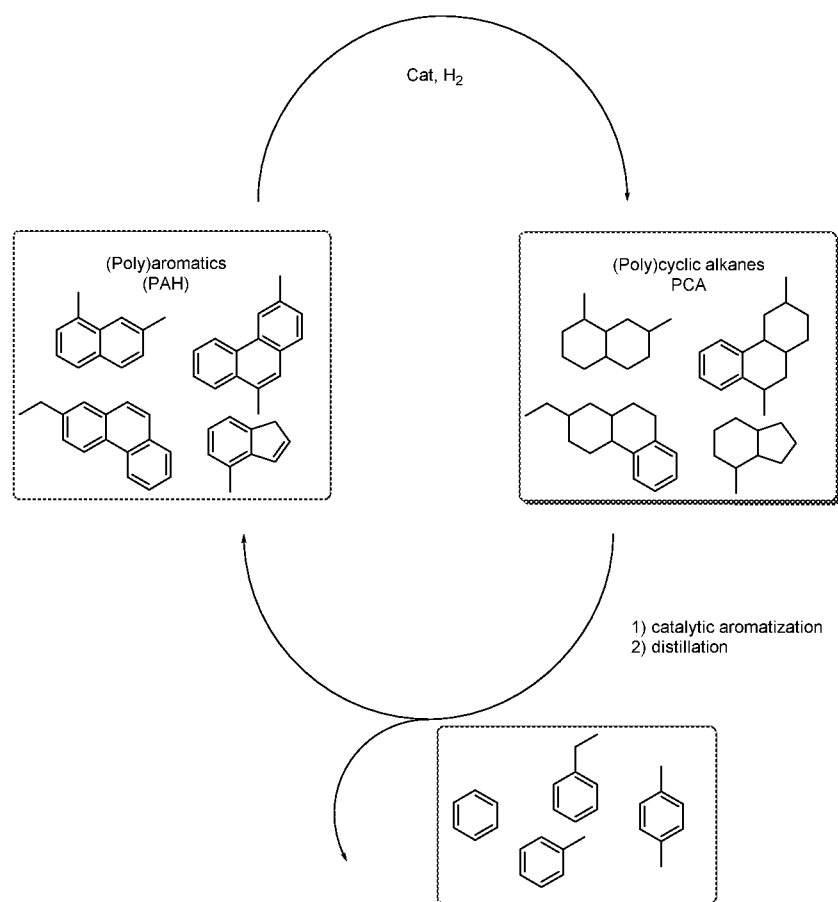 Cat, H₂
(Poly)aromatics
(PAH)
(Poly)cyclic alkanes
PCA
1) catalytic aromatization
2) distillation